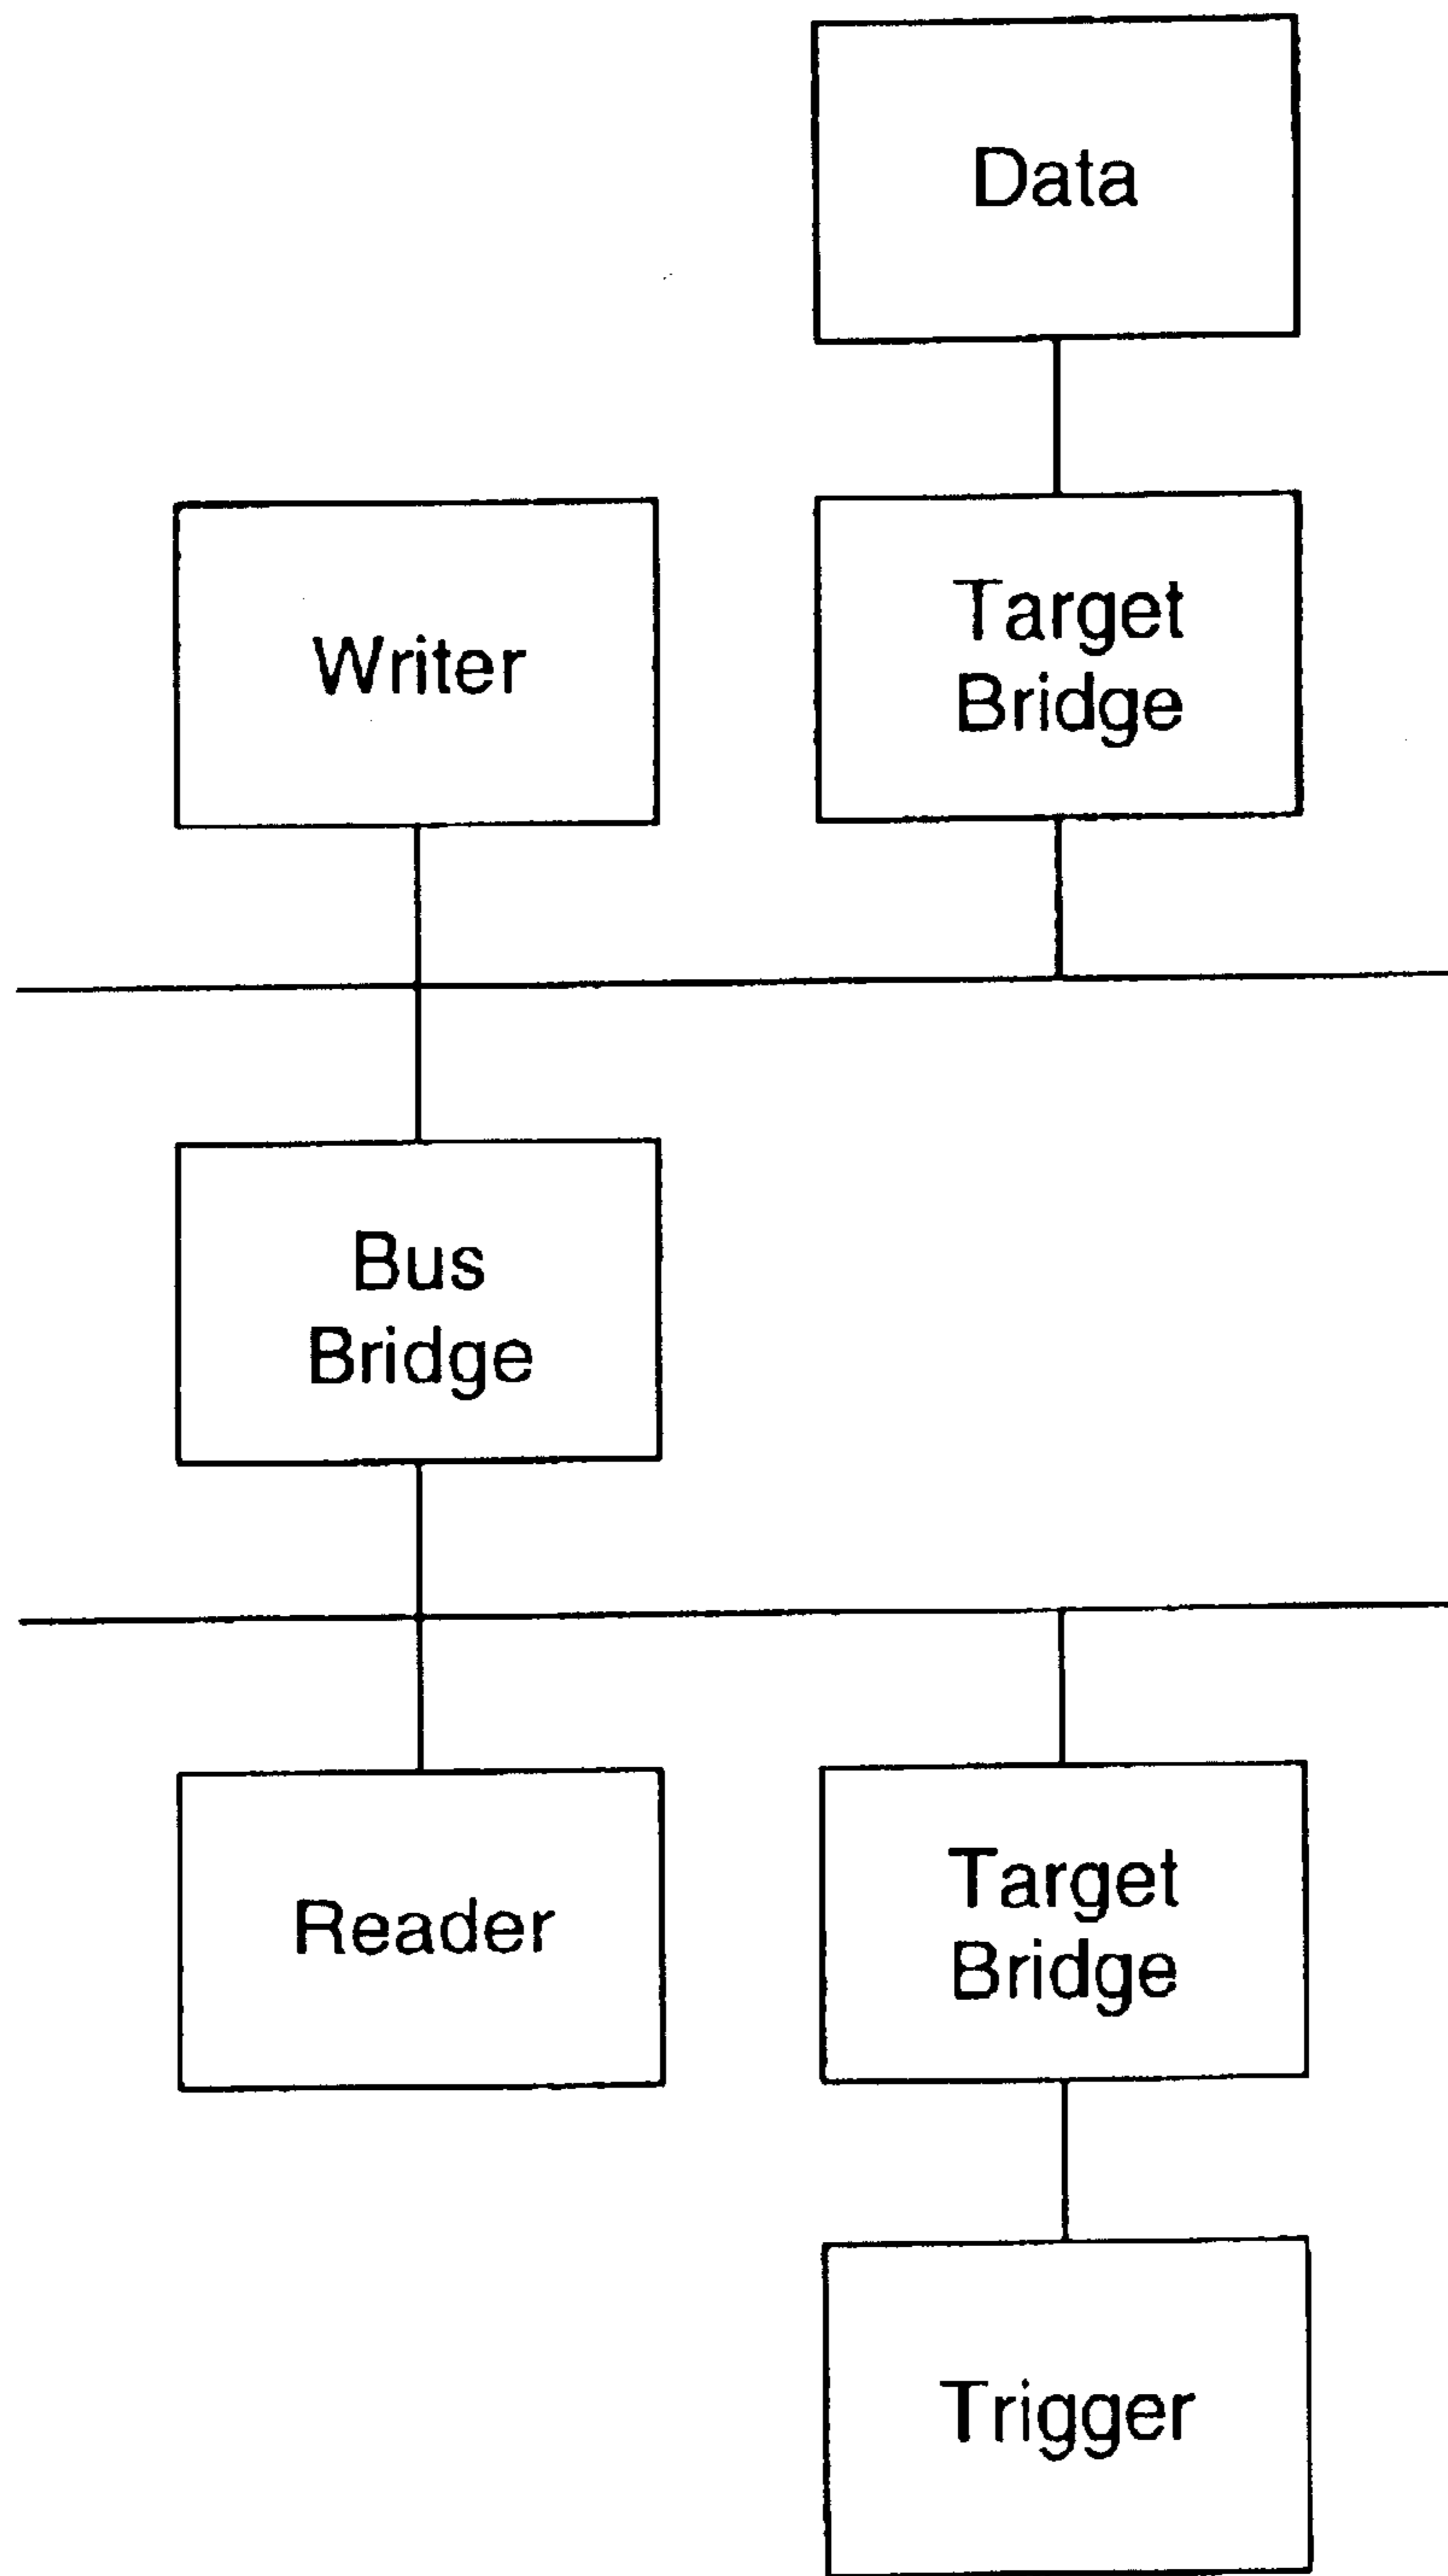 Data
Writer
Target
Bridge
Bus
Bridge
Reader
Target
Bridge
Trigger